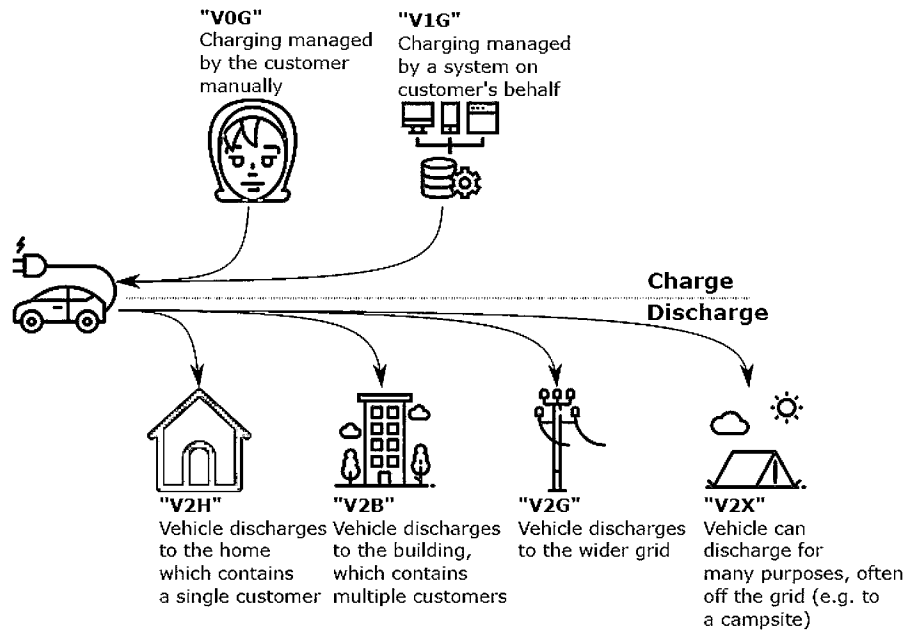 "V0G"
Charging managed
by the customer
manually
"V1G"
Charging managed
by a system on
customer's behalf
Charge
Discharge
"V2H"
Vehicle discharges
to the home
which contains
a single customer
"V2B"
Vehicle discharges
to the building,
which contains
multiple customers
"V2G"
Vehicle discharges
to the wider grid
"V2X"
Vehicle can
discharge for
many purposes, often
off the grid (e.g. to
a campsite)